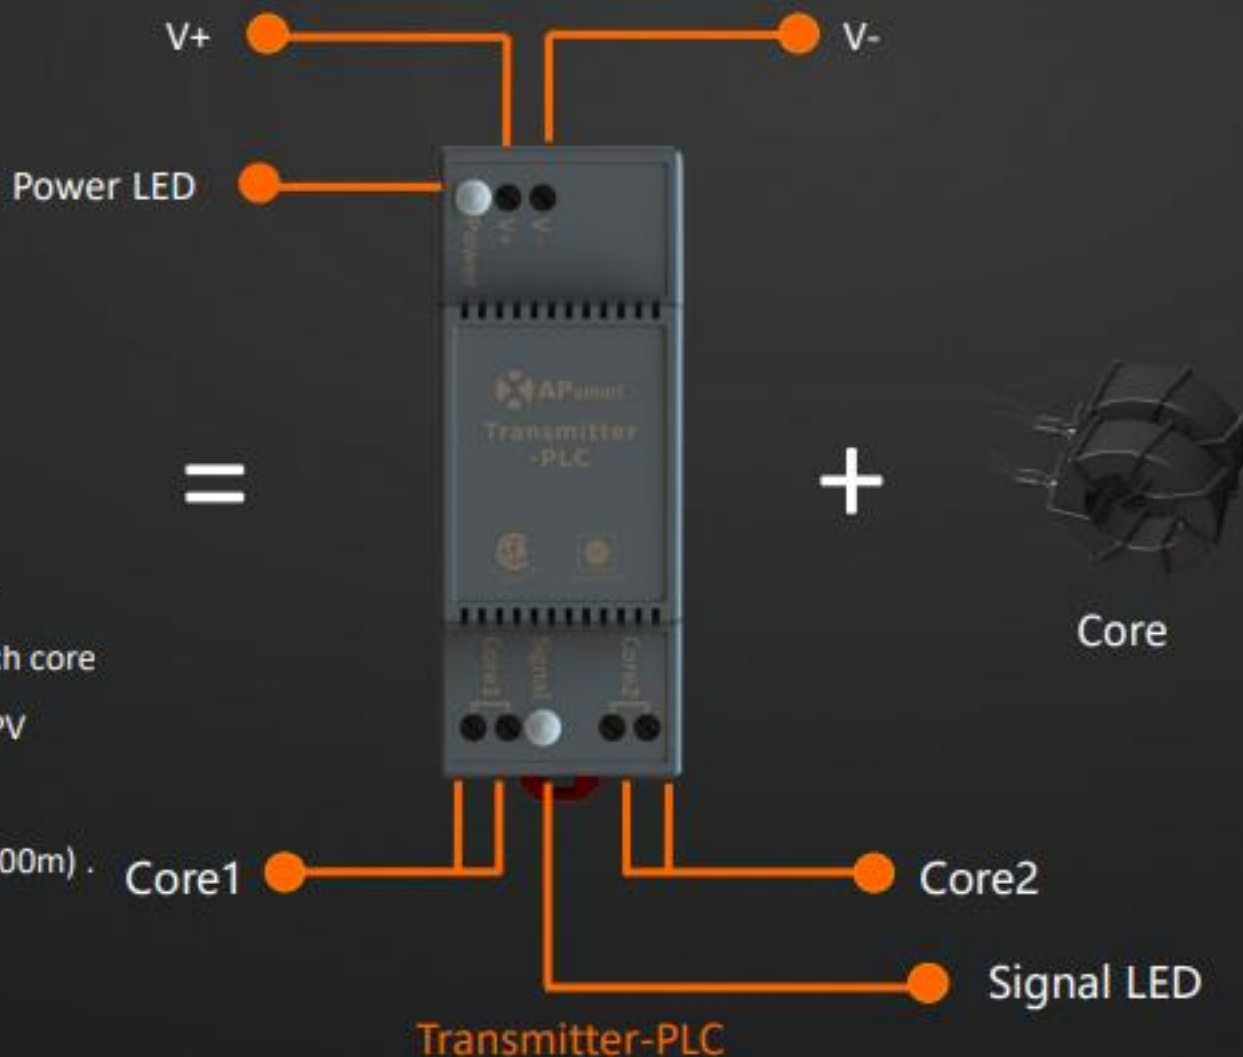 V+
V-
Power LED
Power
V+
V-
APsmart
Transmitter
-PLC
=
+
Core
ch core
PV
Core1
Signal
Core2
00m) .
Core1
Core2
Signal LED
Transmitter-PLC